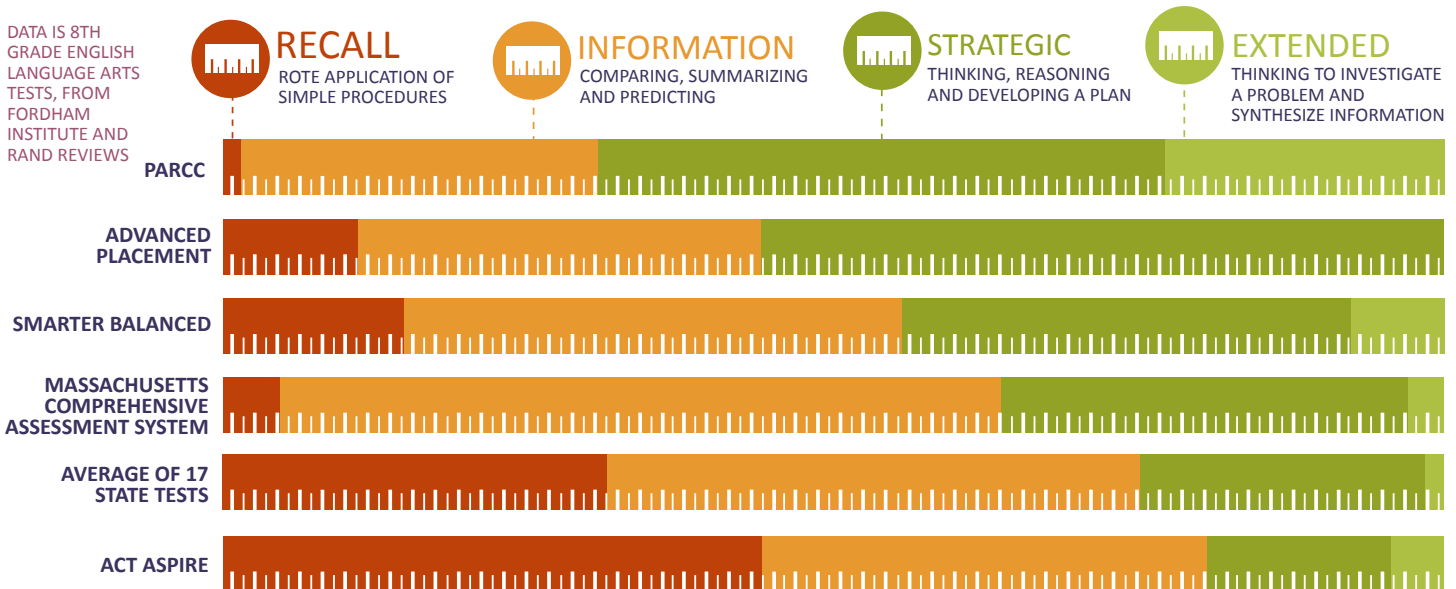 DATA IS 8TH
GRADE ENGLISH
LANGUAGE ARTS
TESTS, FROM
FORDHAM
INSTITUTE AND
RAND REVIEWS
RECALL
ROTE APPLICATION OF
SIMPLE PROCEDURES
INFORMATION
COMPARING, SUMMARIZING
AND PREDICTING
STRATEGIC
THINKING, REASONING
AND DEVELOPING A PLAN
EXTENDED
THINKING TO INVESTIGATE
A PROBLEM AND
SYNTHESIZE INFORMATION
PARCC
ADVANCED
PLACEMENT
SMARTER BALANCED
MASSACHUSETTS
COMPREHENSIVE
ASSESSMENT SYSTEM
AVERAGE OF 17
STATE TESTS
ACT ASPIRE